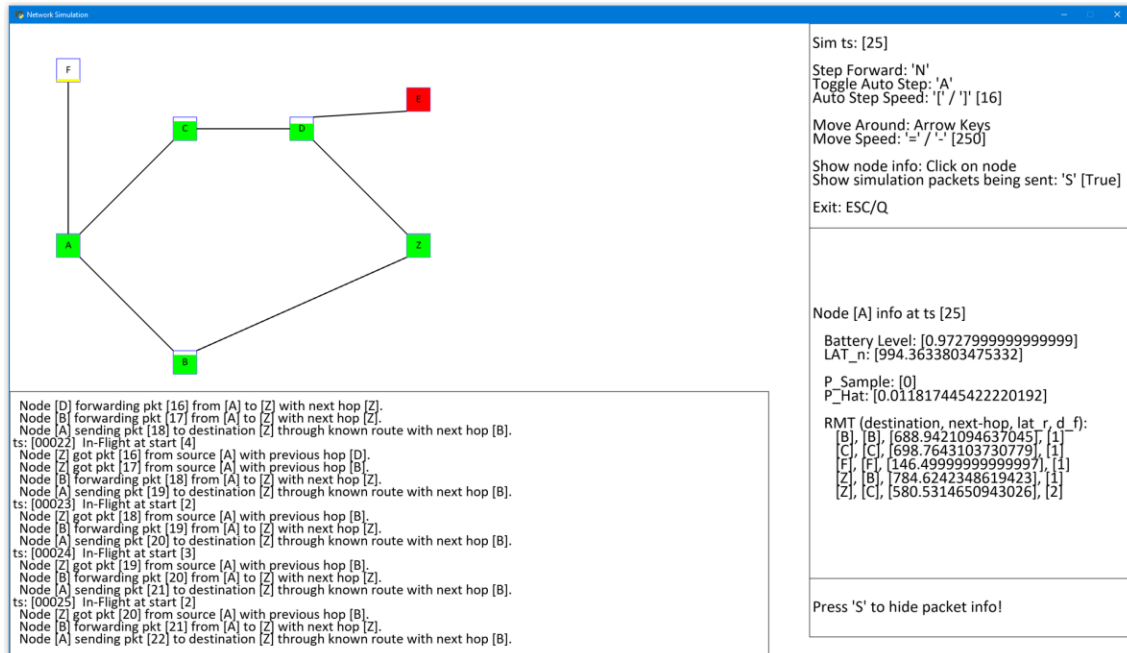 Network Simulation
F
E
C
D
A
Z
B
Sim ts: [25]
Step Forward: 'N'
Toggle Auto Step: 'A'
Auto Step Speed: '[' / ']' [16]
Move Around: Arrow Keys
Move Speed: '=' / '-' [250]
Show node info: Click on node
Show simulation packets being sent: 'S' [True]
Exit: ESC/Q
Node [A] info at ts [25]
Battery Level: [0.9727999999999999]
LAT_n: [994.3633803475332]
P_Sample: [0]
P_Hat: [0.011817445422220192]
RMT (destination, next-hop, lat_r, d_f):
[B], [B], [688.9421094637045], [1]
[C], [C], [698.7643103730779], [1]
[F], [F], [146.49999999999997], [1]
[Z], [B], [784.6242348619423], [1]
[Z], [C], [580.5314650943026], [2]
Press 'S' to hide packet info!
Node [D] forwarding pkt [16] from [A] to [Z] with next hop [Z].
Node [B] forwarding pkt [17] from [A] to [Z] with next hop [Z].
Node [A] sending pkt [18] to destination [Z] through known route with next hop [B].
ts: [00022] In-Flight at start [4]
Node [Z] got pkt [16] from source [A] with previous hop [D].
Node [Z] got pkt [17] from source [A] with previous hop [B].
Node [B] forwarding pkt [18] from [A] to [Z] with next hop [Z].
Node [A] sending pkt [19] to destination [Z] through known route with next hop [B].
ts: [00023] In-Flight at start [2]
Node [Z] got pkt [18] from source [A] with previous hop [B].
Node [B] forwarding pkt [19] from [A] to [Z] with next hop [Z].
Node [A] sending pkt [20] to destination [Z] through known route with next hop [B].
ts: [00024] In-Flight at start [3]
Node [Z] got pkt [19] from source [A] with previous hop [B].
Node [B] forwarding pkt [20] from [A] to [Z] with next hop [Z].
Node [A] sending pkt [21] to destination [Z] through known route with next hop [B].
ts: [00025] In-Flight at start [2]
Node [Z] got pkt [20] from source [A] with previous hop [B].
Node [B] forwarding pkt [21] from [A] to [Z] with next hop [Z].
Node [A] sending pkt [22] to destination [Z] through known route with next hop [B].